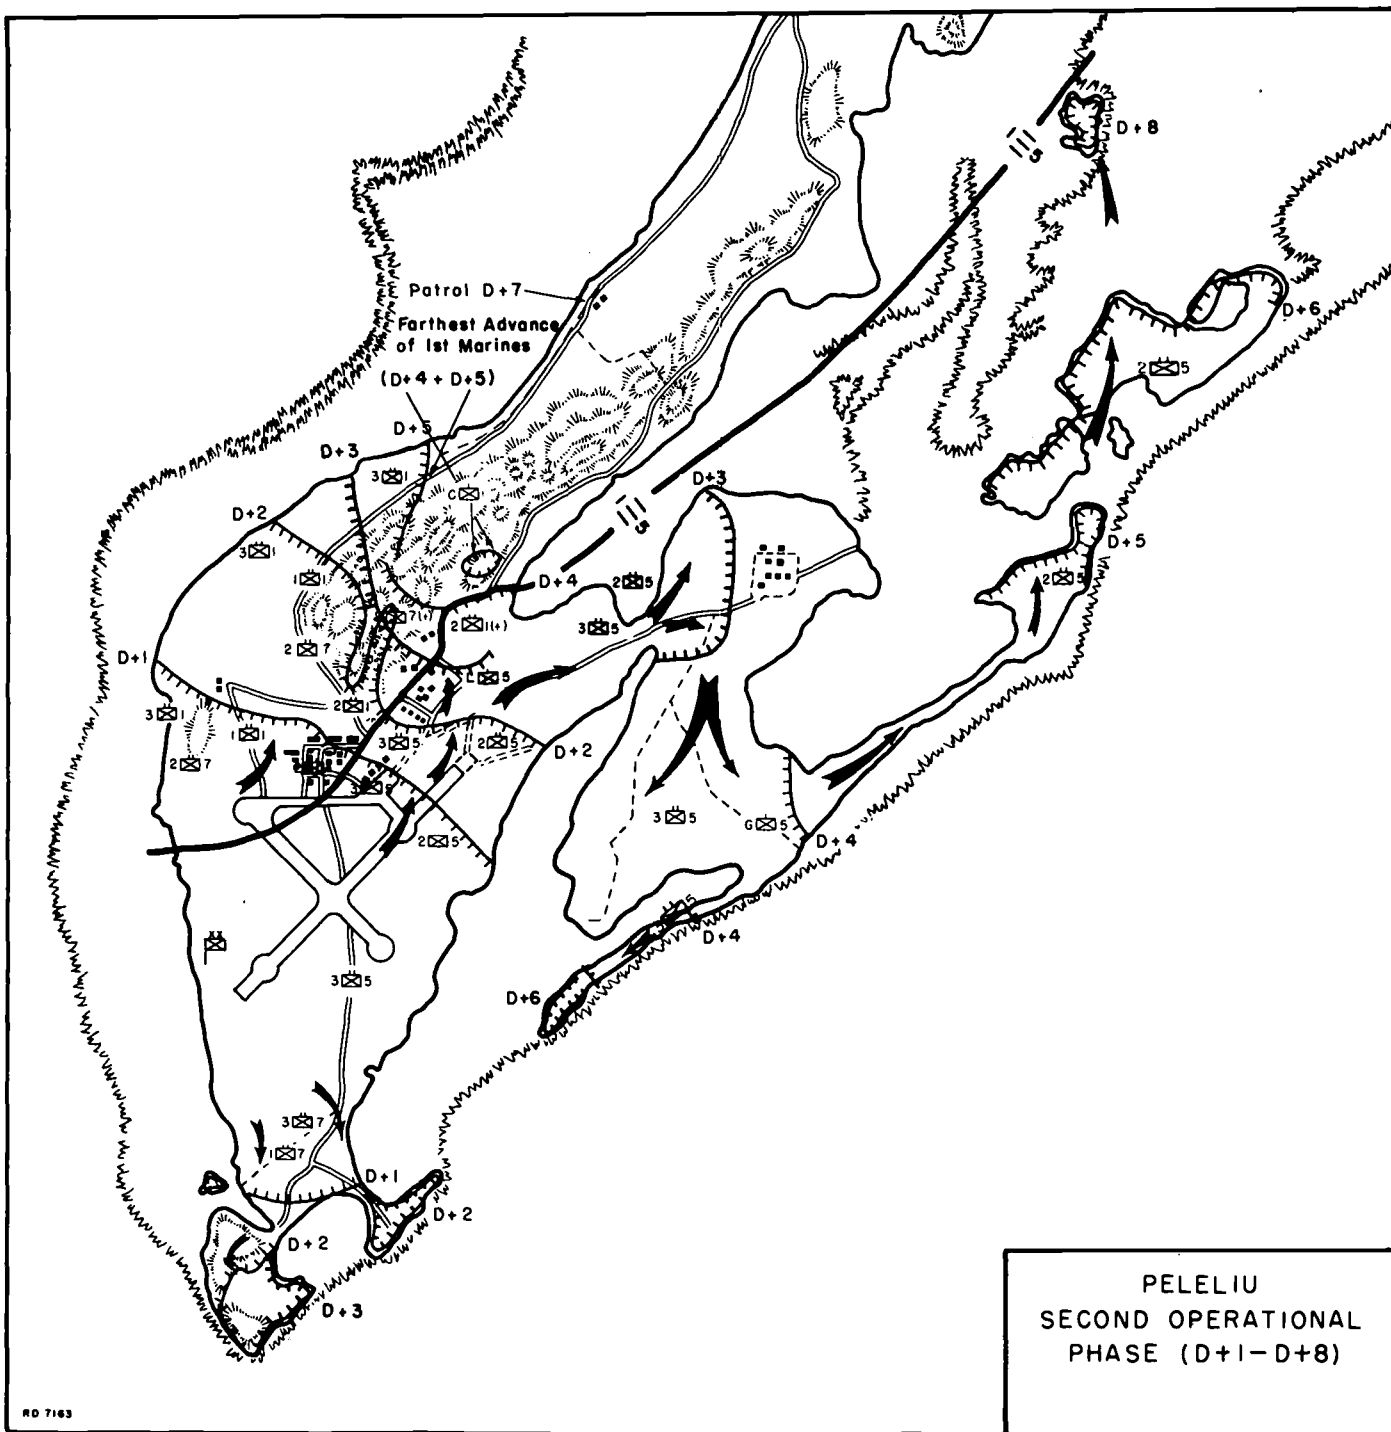 D+8
III 5
Patrol D+7
Farthest Advance
of 1st Marines
(D+4 + D+5)
D+6
2 5
D+5
D+3
3 1
C 1
D+3
III 5
D+2
3 1
1 1
D+5
2 5
D+4
2 5
7(+)
2 1(+)
3 5
2 7
D+1
L 5
3 1
2 1
1 1
3 5
2 5
D+2
2 7
3 5
2 5
3 5
G 5
D+4
5
D+4
3 5
D+6
3 7
1 7
D+1
D+2
D+2
D+3
PELELIU
SECOND OPERATIONAL
PHASE (D+1–D+8)
RD 7163